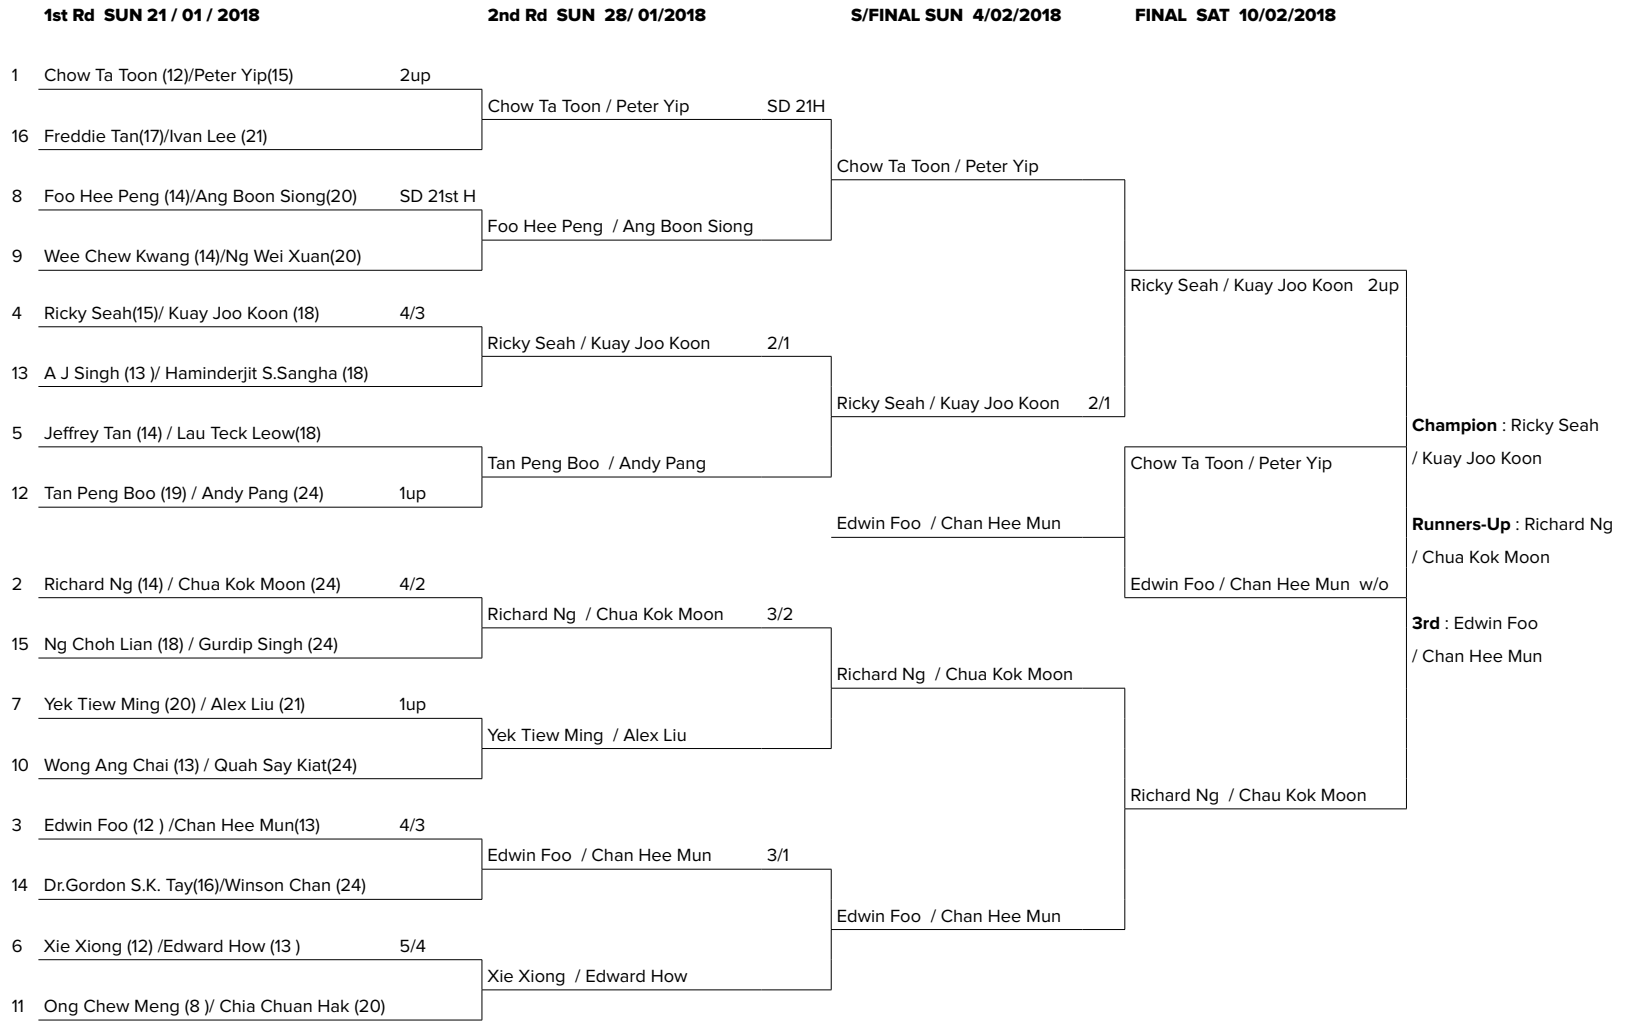 1st Rd SUN 21 / 01 / 2018 2nd Rd SUN 28/ 01/2018 S/FINAL SUN 4/02/2018 FINAL SAT 10/02/2018
1 Chow Ta Toon (12)/Peter Yip(15) 2up
Chow Ta Toon / Peter Yip SD 21H
16 Freddie Tan(17)/Ivan Lee (21)
Chow Ta Toon / Peter Yip
8 Foo Hee Peng (14)/Ang Boon Siong(20) SD 21st H
Foo Hee Peng / Ang Boon Siong
9 Wee Chew Kwang (14)/Ng Wei Xuan(20)
Ricky Seah / Kuay Joo Koon 2up
4 Ricky Seah(15)/ Kuay Joo Koon (18) 4/3
Ricky Seah / Kuay Joo Koon 2/1
13 A J Singh (13 )/ Haminderjit S.Sangha (18)
Ricky Seah / Kuay Joo Koon 2/1
Champion : Ricky Seah
5 Jeffrey Tan (14) / Lau Teck Leow(18)
/ Kuay Joo Koon
Tan Peng Boo / Andy Pang Chow Ta Toon / Peter Yip
12 Tan Peng Boo (19) / Andy Pang (24) 1up
Edwin Foo / Chan Hee Mun Runners-Up : Richard Ng
/ Chua Kok Moon
2 Richard Ng (14) / Chua Kok Moon (24) 4/2 Edwin Foo / Chan Hee Mun w/o
Richard Ng / Chua Kok Moon 3/2
3rd : Edwin Foo
15 Ng Choh Lian (18) / Gurdip Singh (24)
/ Chan Hee Mun
Richard Ng / Chua Kok Moon
7 Yek Tiew Ming (20) / Alex Liu (21) 1up
Yek Tiew Ming / Alex Liu
10 Wong Ang Chai (13) / Quah Say Kiat(24)
Richard Ng / Chau Kok Moon
3 Edwin Foo (12 ) /Chan Hee Mun(13) 4/3
Edwin Foo / Chan Hee Mun 3/1
14 Dr.Gordon S.K. Tay(16)/Winson Chan (24)
Edwin Foo / Chan Hee Mun
6 Xie Xiong (12) /Edward How (13 ) 5/4
Xie Xiong / Edward How
11 Ong Chew Meng (8 )/ Chia Chuan Hak (20)